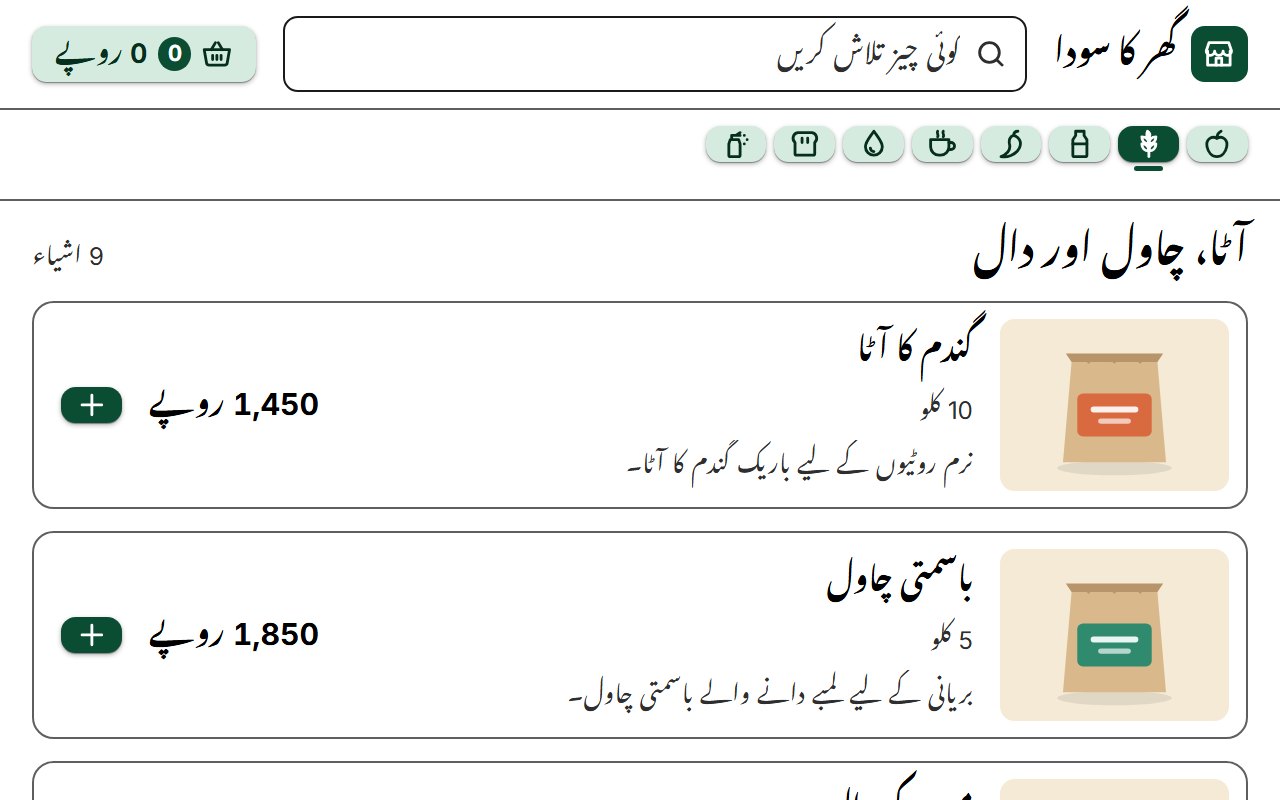 گھر کا سودا
کوئی چیز تلاش کریں
0
0 روپے
آٹا، چاول اور دال
9 اشیاء
گندم کا آٹا
10 کلو
نرم روٹیوں کے لیے باریک گندم کا آٹا۔
1,450 روپے
باسمتی چاول
5 کلو
بریانی کے لیے لمبے دانے والے باسمتی چاول۔
1,850 روپے